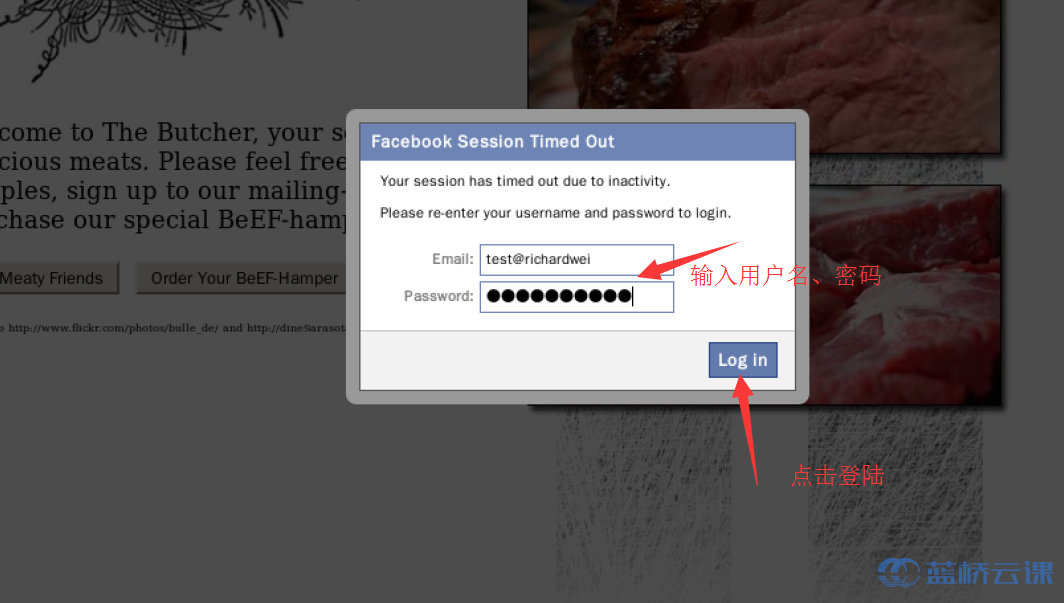 come to The Butcher, your s
cious meats. Please feel free
ples, sign up to our mailing-
chase our special BeEF-hamp
Meaty Friends
Order Your BeEF-Hamper
o http://www.flickr.com/photos/bulle_de/ and http://dineSarasot
Facebook Session Timed Out
Your session has timed out due to inactivity.
Please re-enter your username and password to login.
Email: test@richardwei
输入用户名、密码
Password: ●●●●●●●●●●
Log in
点击登陆
蓝桥云课